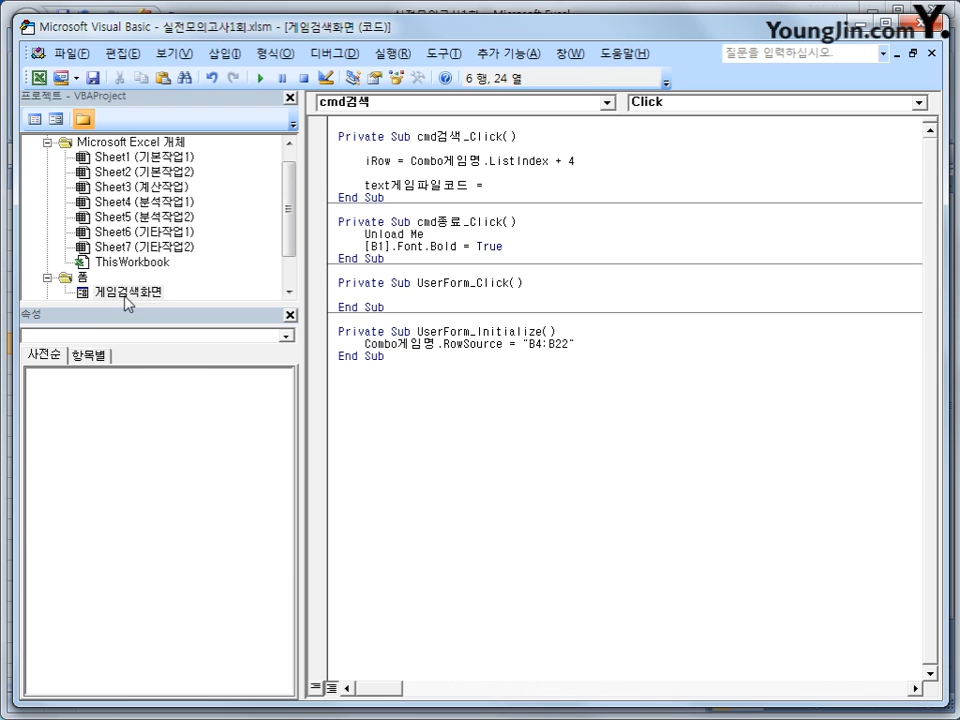 Microsoft Visual Basic - 실전모의고사1회.xlsm - [게임검색화면 (코드)]
Younglin.com Y.
파일(F) 편집(E) 보기(V) 삽입(I) 형식(O) 디버그(D) 실행(R) 도구(T) 추가 기능(A) 창(W) 도움말(H)
질문을 입력하십시오.
6 행, 24 열
프로젝트 - VBAProject
cmd검색
Click
Microsoft Excel 개체
Sheet1 (기본작업1)
Sheet2 (기본작업2)
Sheet3 (계산작업)
Sheet4 (분석작업1)
Sheet5 (분석작업2)
Sheet6 (기타작업1)
Sheet7 (기타작업2)
ThisWorkbook
폼
게임검색화면
속성
사전순 항목별
Private Sub cmd검색_Click()
iRow = Combo게임명.ListIndex + 4
text게임파일코드 =
End Sub
Private Sub cmd종료_Click()
Unload Me
[B1].Font.Bold = True
End Sub
Private Sub UserForm_Click()
End Sub
Private Sub UserForm_Initialize()
Combo게임명.RowSource = "B4:B22"
End Sub